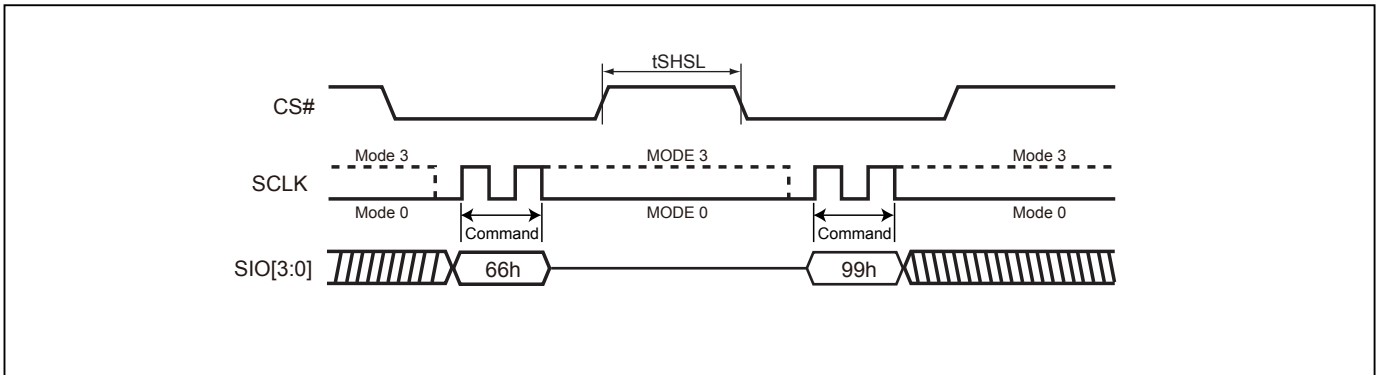 tSHSL
CS#
Mode 3 MODE 3 Mode 3
SCLK
Mode 0 MODE 0 Mode 0
Command Command
SIO[3:0] 66h 99h